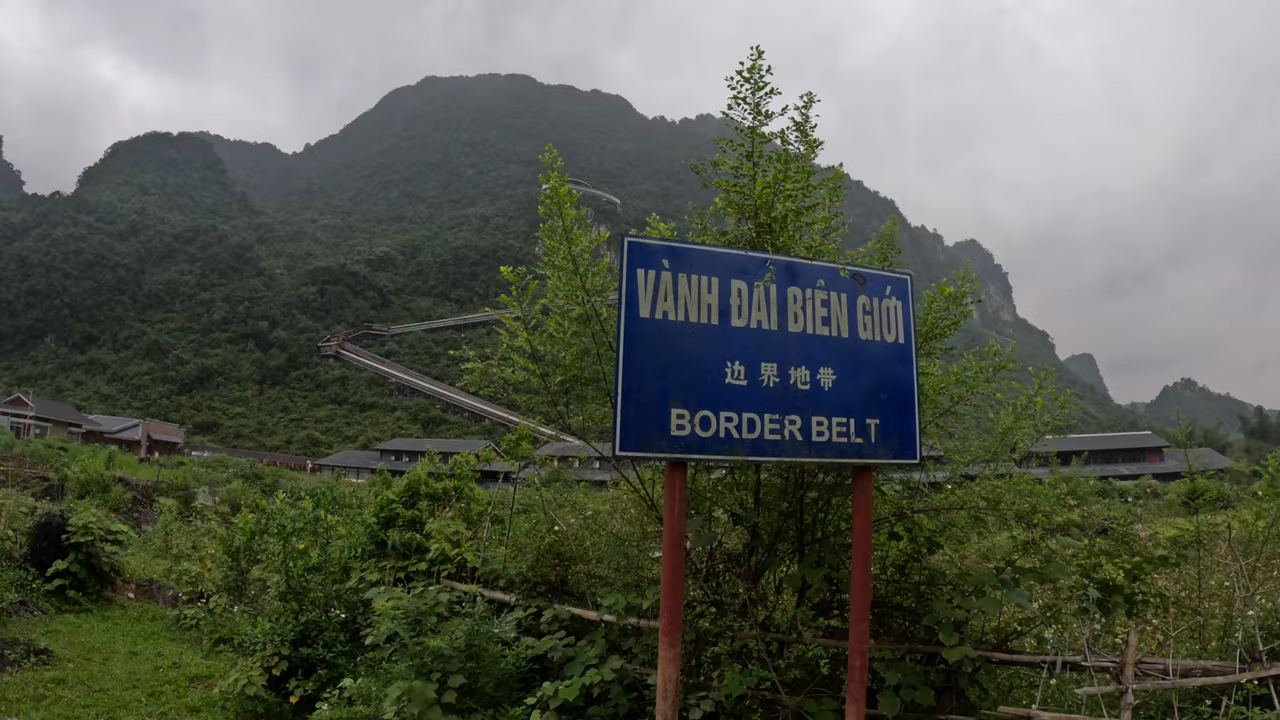 VÀNH ĐAI BIÊN GIỚI
边界地带
BORDER BELT